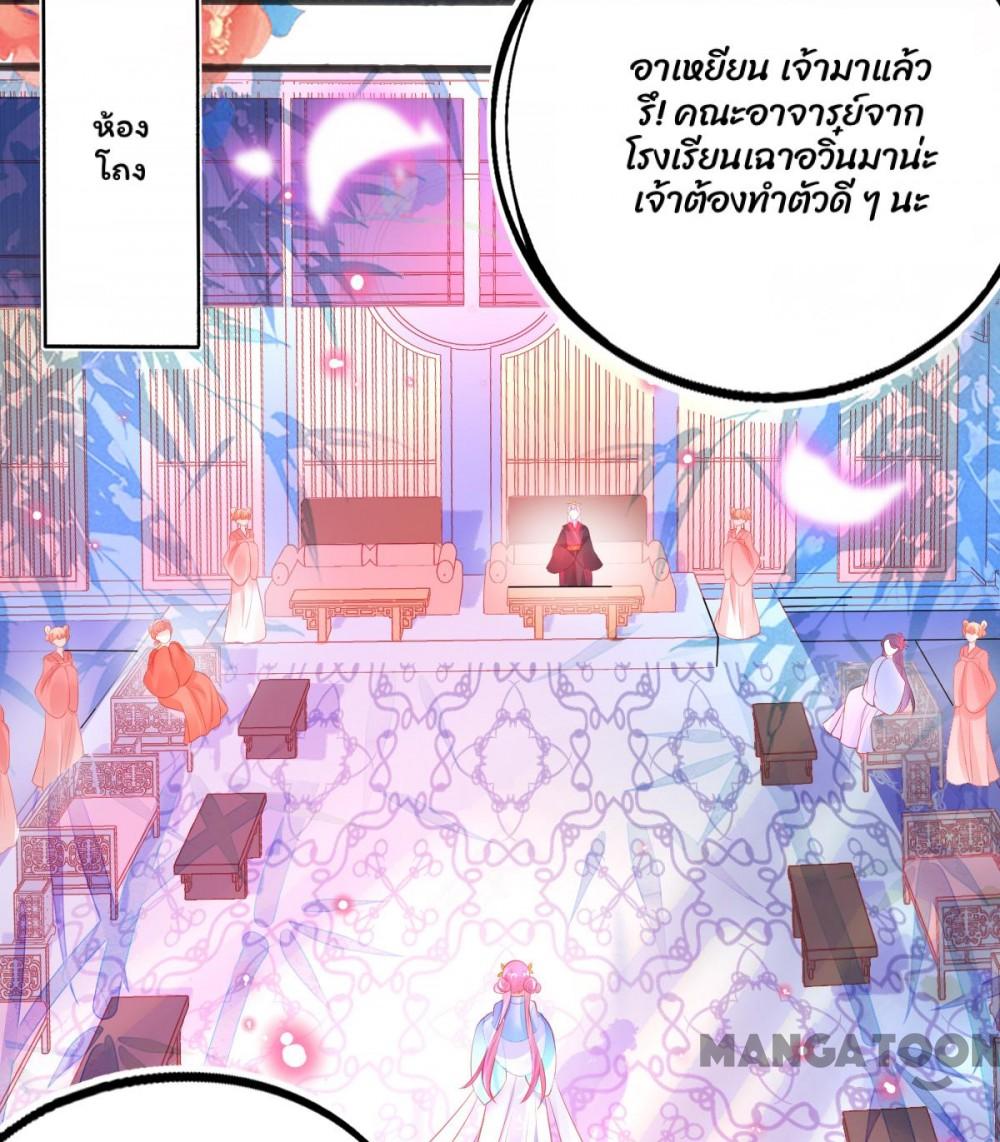 ห้อง
โถง
อาเหยียน เจ้ามาแล้ว
รึ! คณะอาจารย์จาก
โรงเรียนเฉาอวิ๋นมาน่ะ
เจ้าต้องทำตัวดี ๆ นะ
MANGATOON